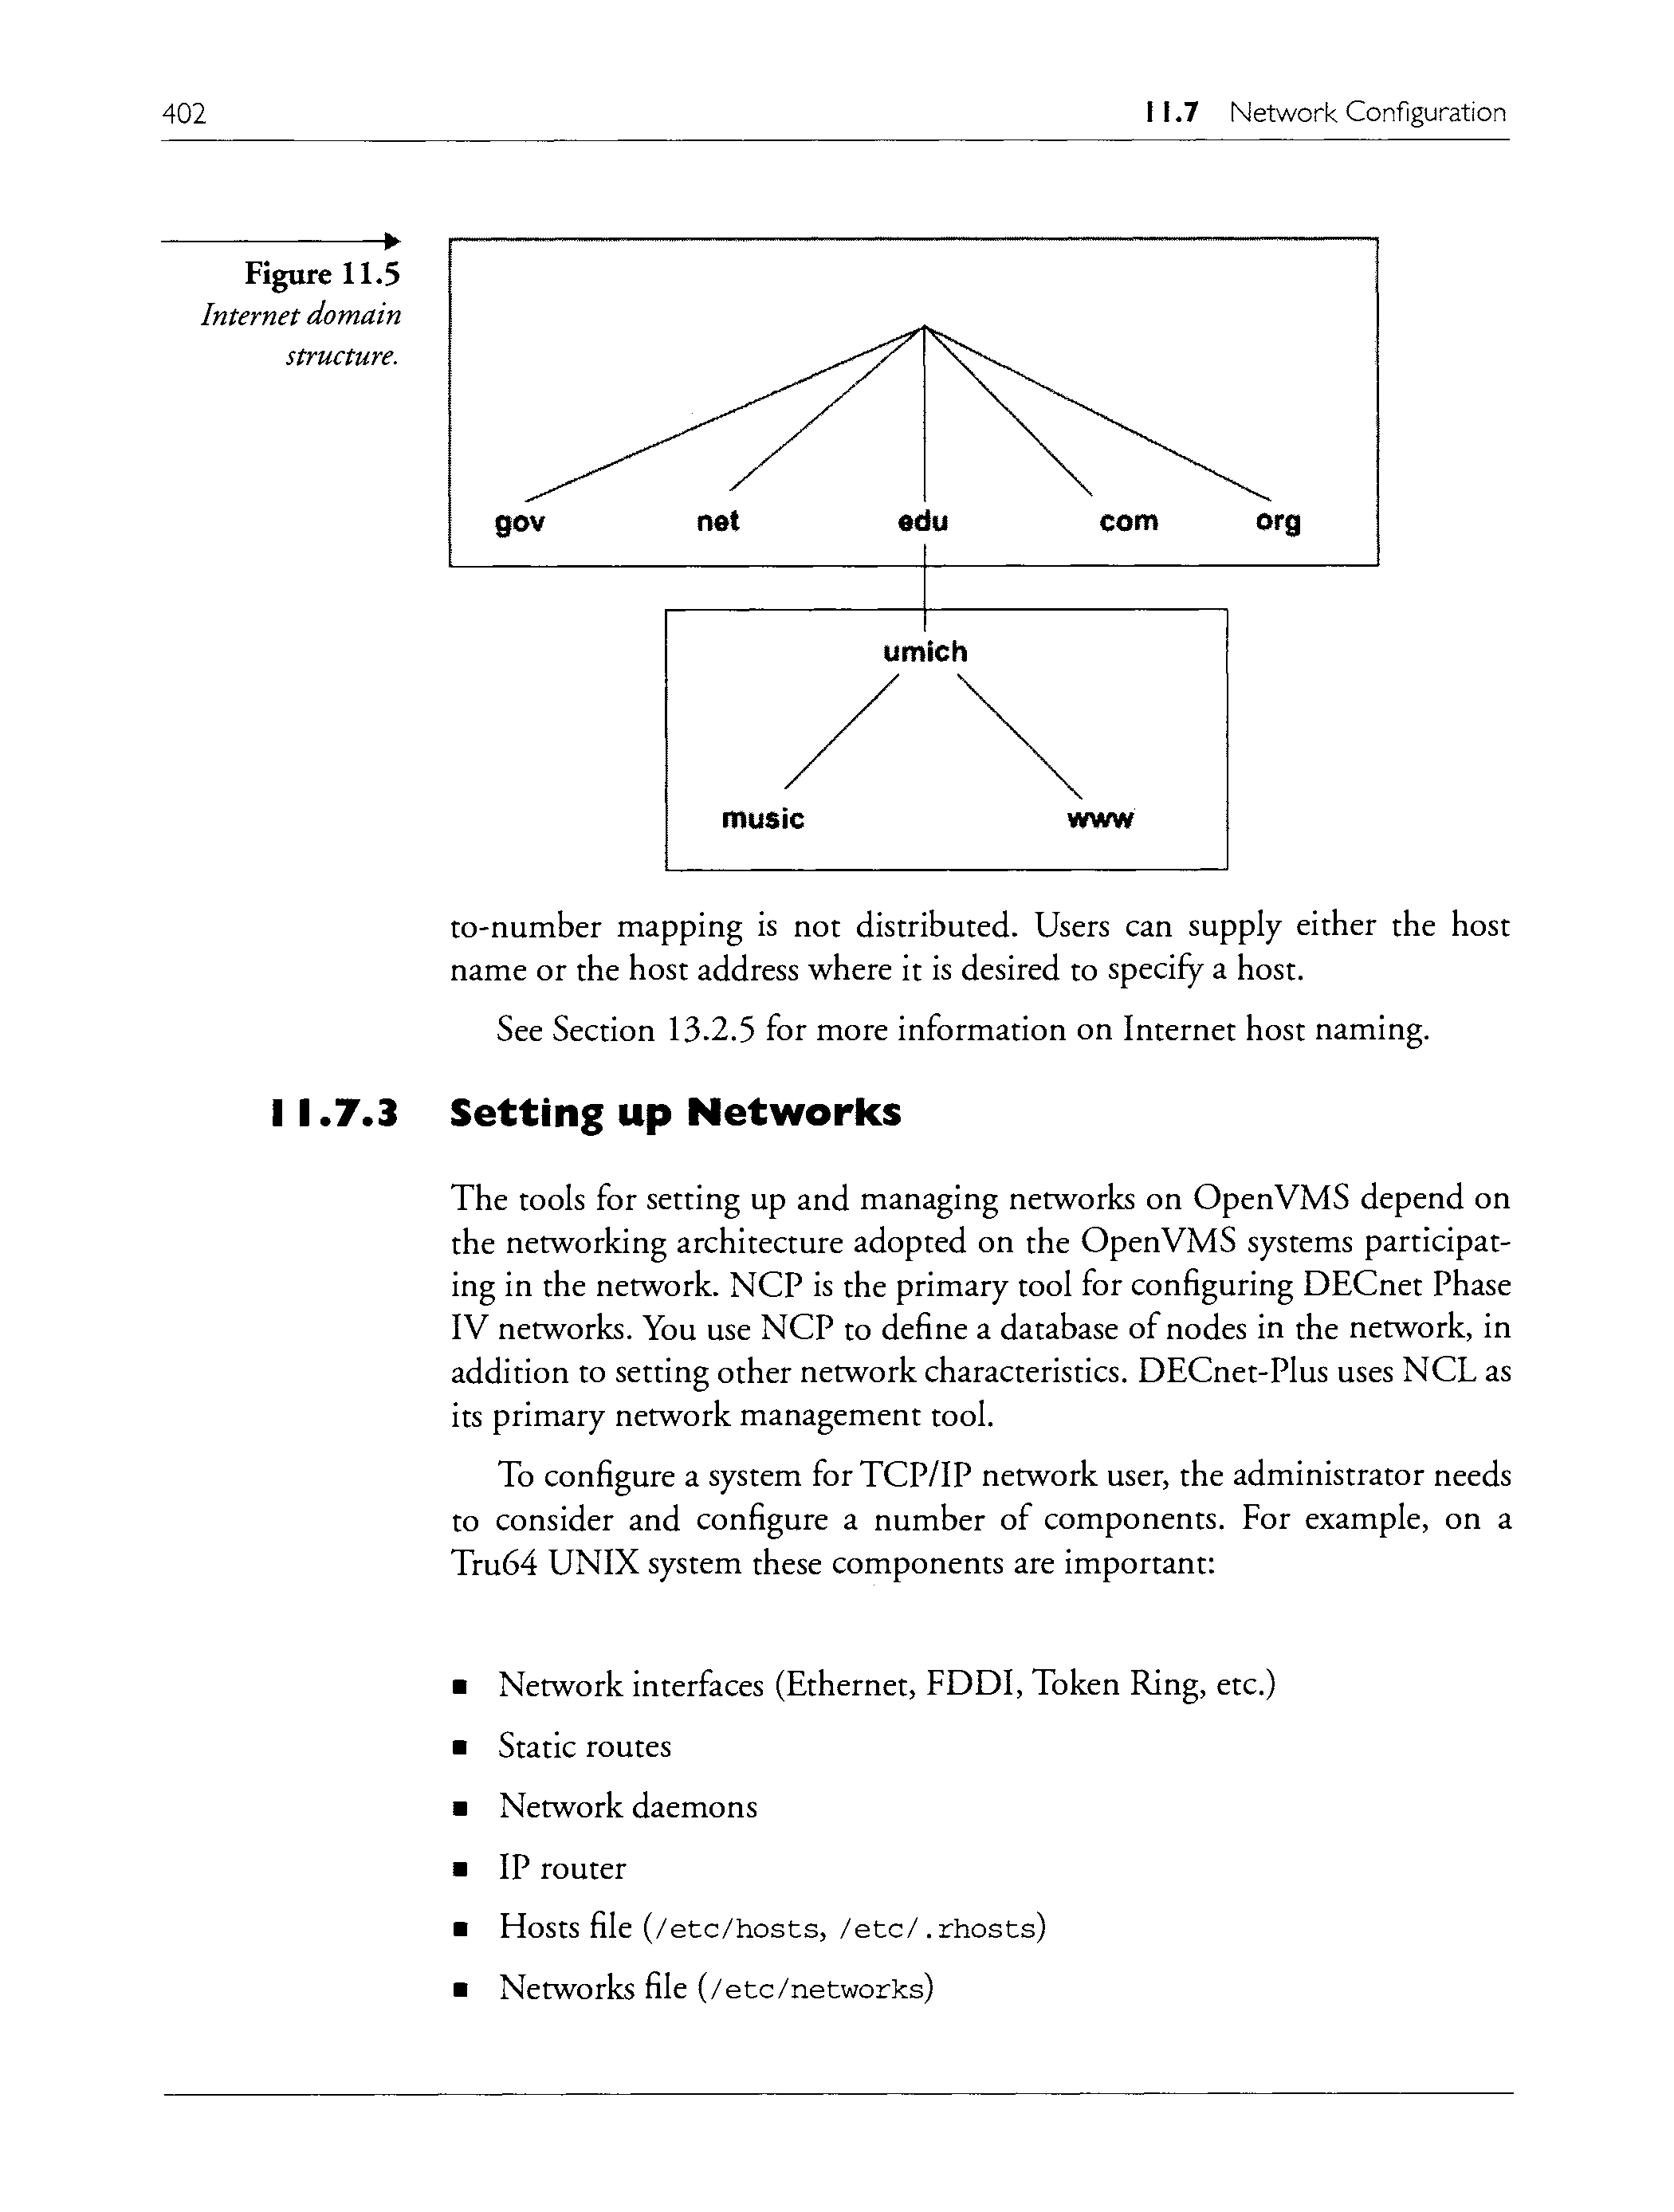 402
11.7 Network Configuration
Figure 11.5
Internet domain
structure.
gov net edu com org
umich
music www
to-number mapping is not distributed. Users can supply either the host
name or the host address where it is desired to specify a host.
See Section 13.2.5 for more information on Internet host naming.
11.7.3 Setting up Networks
The tools for setting up and managing networks on OpenVMS depend on
the networking architecture adopted on the OpenVMS systems participat-
ing in the network. NCP is the primary tool for configuring DECnet Phase
IV networks. You use NCP to define a database of nodes in the network, in
addition to setting other network characteristics. DECnet-Plus uses NCL as
its primary network management tool.
To configure a system for TCP/IP network user, the administrator needs
to consider and configure a number of components. For example, on a
Tru64 UNIX system these components are important:
■ Network interfaces (Ethernet, FDDI, Token Ring, etc.)
■ Static routes
■ Network daemons
■ IP router
■ Hosts file (/etc/hosts, /etc/.rhosts)
■ Networks file (/etc/networks)